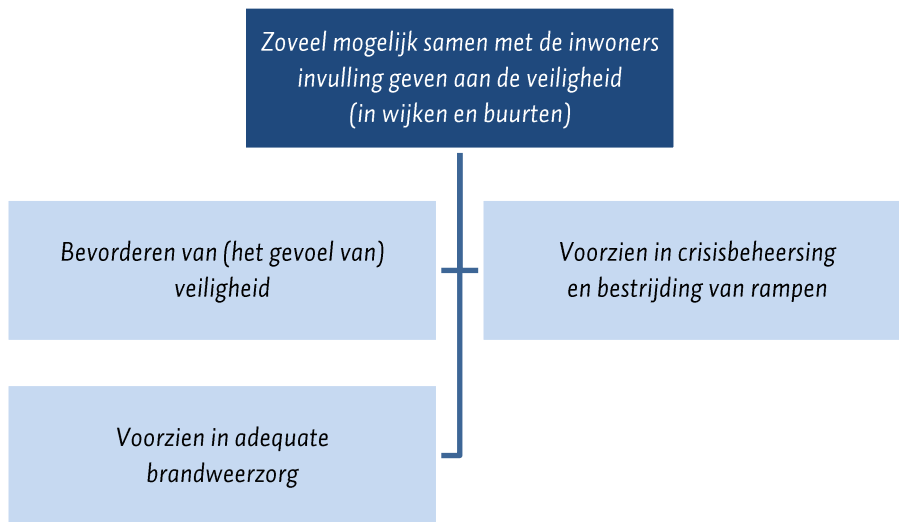 Zoveel mogelijk samen met de inwoners
invulling geven aan de veiligheid
(in wijken en buurten)
Bevorderen van (het gevoel van)
veiligheid
Voorzien in crisisbeheersing
en bestrijding van rampen
Voorzien in adequate
brandweerzorg